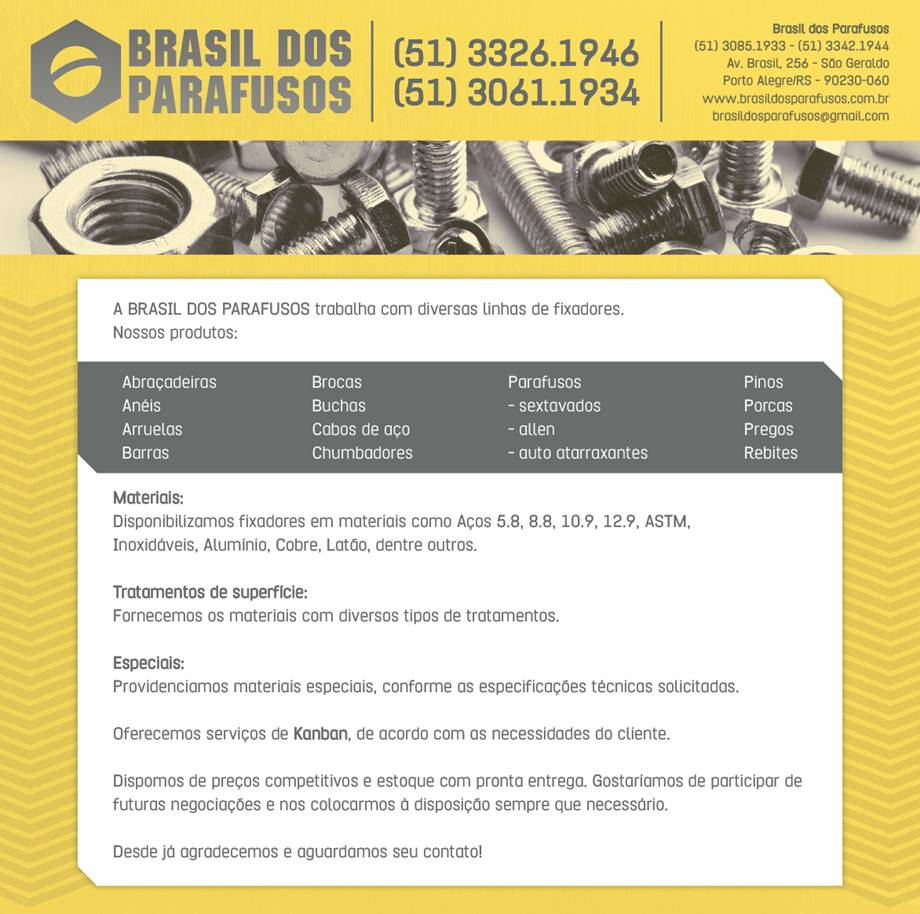 BRASIL DOS
PARAFUSOS
(51) 3326.1946
(51) 3061.1934
Brasil dos Parafusos
(51) 3085.1933 - (51) 3342.1944
Av. Brasil, 256 - São Geraldo
Porto Alegre/RS - 90230-060
www.brasildosparafusos.com.br
brasildosparafusos@gmail.com
A BRASIL DOS PARAFUSOS trabalha com diversas linhas de fixadores.
Nossos produtos:
Abraçadeiras
Anéis
Arruelas
Barras
Brocas
Buchas
Cabos de aço
Chumbadores
Parafusos
- sextavados
- allen
- auto atarraxantes
Pinos
Porcas
Pregos
Rebites
Materiais:
Disponibilizamos fixadores em materiais como Aços 5.8, 8.8, 10.9, 12.9, ASTM,
Inoxidáveis, Alumínio, Cobre, Latão, dentre outros.
Tratamentos de superfície:
Fornecemos os materiais com diversos tipos de tratamentos.
Especiais:
Providenciamos materiais especiais, conforme as especificações técnicas solicitadas.
Oferecemos serviços de Kanban, de acordo com as necessidades do cliente.
Dispomos de preços competitivos e estoque com pronta entrega. Gostaríamos de participar de
futuras negociações e nos colocarmos à disposição sempre que necessário.
Desde já agradecemos e aguardamos seu contato!